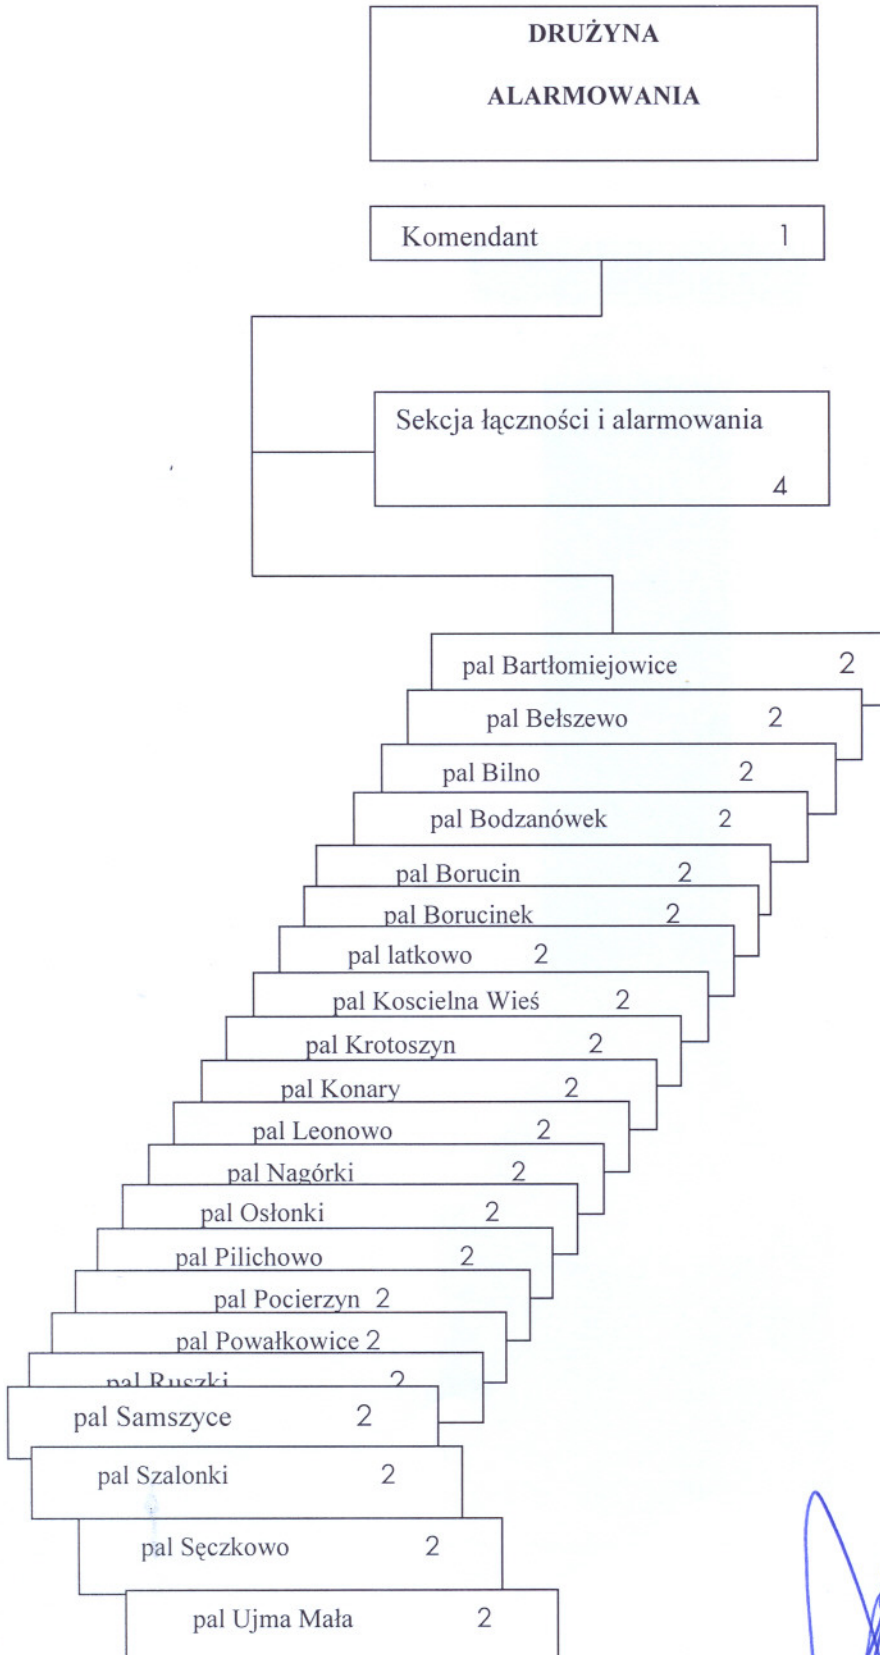 DRUŻYNA
ALARMOWANIA
Komendant 1
Sekcja łączności i alarmowania
4
pal Bartłomiejowice 2
pal Bełszewo 2
pal Bilno 2
pal Bodzanówek 2
pal Borucin 2
pal Borucinek 2
pal latkowo 2
pal Koscielna Wieś 2
pal Krotoszyn 2
pal Konary 2
pal Leonowo 2
pal Nagórki 2
pal Osłonki 2
pal Pilichowo 2
pal Pocierzyn 2
pal Powałkowice 2
pal Ruszki 2
pal Samszyce 2
pal Szalonki 2
pal Sęczkowo 2
pal Ujma Mała 2